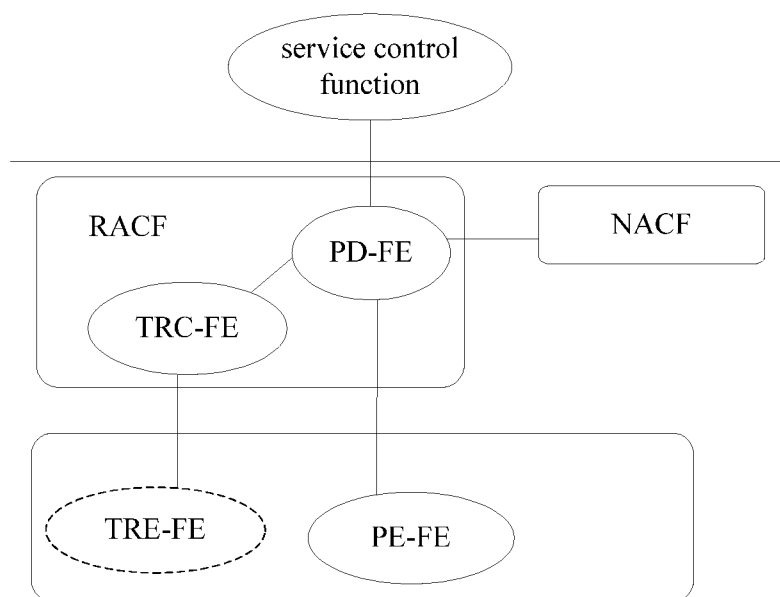 service control
function
RACF
PD-FE
NACF
TRC-FE
TRE-FE
PE-FE